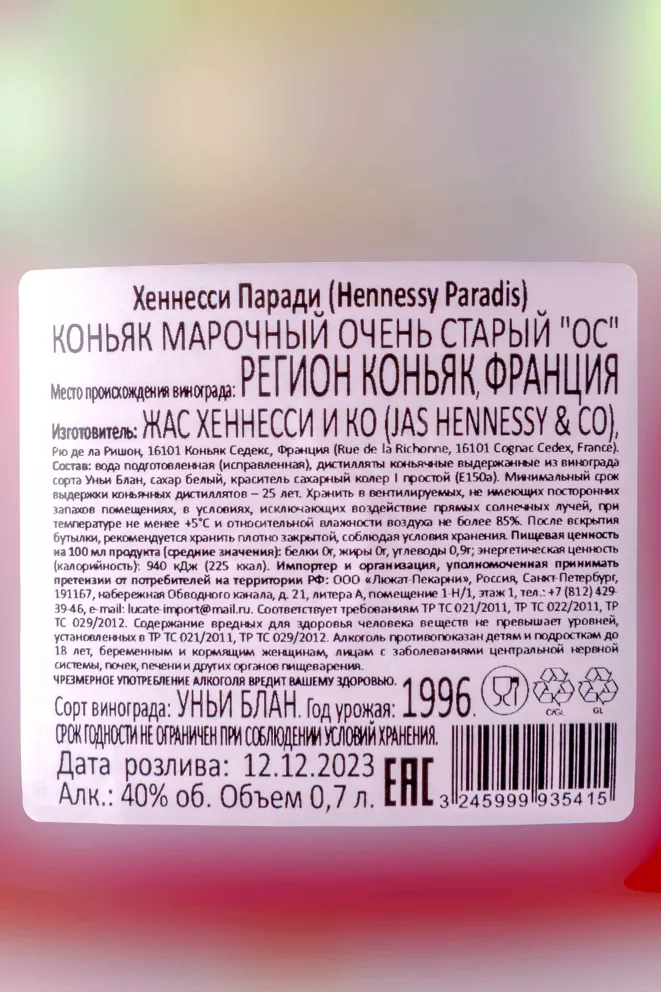 Хеннесси Паради (Hennessy Paradis)
КОНЬЯК МАРОЧНЫЙ ОЧЕНЬ СТАРЫЙ "ОС"
Место происхождения винограда: РЕГИОН КОНЬЯК, ФРАНЦИЯ
Изготовитель: ЖАС ХЕННЕССИ И КО (JAS HENNESSY & CO),
Рю де ла Ришон, 16101 Коньяк Седекс, Франция (Rue de la Richonne, 16101 Cognac Cedex, France).
Состав: вода подготовленная (исправленная), дистилляты коньячные выдержанные из винограда
сорта Уньи Блан, сахар белый, краситель сахарный колер I простой (Е150а). Минимальный срок
выдержки коньячных дистиллятов – 25 лет. Хранить в вентилируемых, не имеющих посторонних
запахов помещениях, в условиях, исключающих воздействие прямых солнечных лучей, при
температуре не менее +5°С и относительной влажности воздуха не более 85%. После вскрытия
бутылки, рекомендуется хранить плотно закрытой, соблюдая условия хранения. Пищевая ценность
на 100 мл продукта (средние значения): белки 0г, жиры 0г, углеводы 0,9г; энергетическая ценность
(калорийность): 940 кДж (225 ккал). Импортер и организация, уполномоченная принимать
претензии от потребителей на территории РФ: ООО «Люкат-Пекарни», Россия, Санкт-Петербург,
191167, набережная Обводного канала, д. 21, литера А, помещение 1-Н/1, этаж 1, тел.: +7 (812) 429-
39-46, e-mail: lucate-import@mail.ru. Соответствует требованиям ТР ТС 021/2011, ТР ТС 022/2011, ТР
ТС 029/2012. Содержание вредных для здоровья человека веществ не превышает уровней,
установленных в ТР ТС 021/2011, ТР ТС 029/2012. Алкоголь противопоказан детям и подросткам до
18 лет, беременным и кормящим женщинам, лицам с заболеваниями центральной нервной
системы, почек, печени и других органов пищеварения.
ЧРЕЗМЕРНОЕ УПОТРЕБЛЕНИЕ АЛКОГОЛЯ ВРЕДИТ ВАШЕМУ ЗДОРОВЬЮ.
Сорт винограда: УНЬИ БЛАН. Год урожая: 1996.
C/GL GL
СРОК ГОДНОСТИ НЕ ОГРАНИЧЕН ПРИ СОБЛЮДЕНИИ УСЛОВИЙ ХРАНЕНИЯ.
Дата розлива: 12.12.2023
Алк.: 40% об. Объем 0,7 л. EAC 3 245999 935415